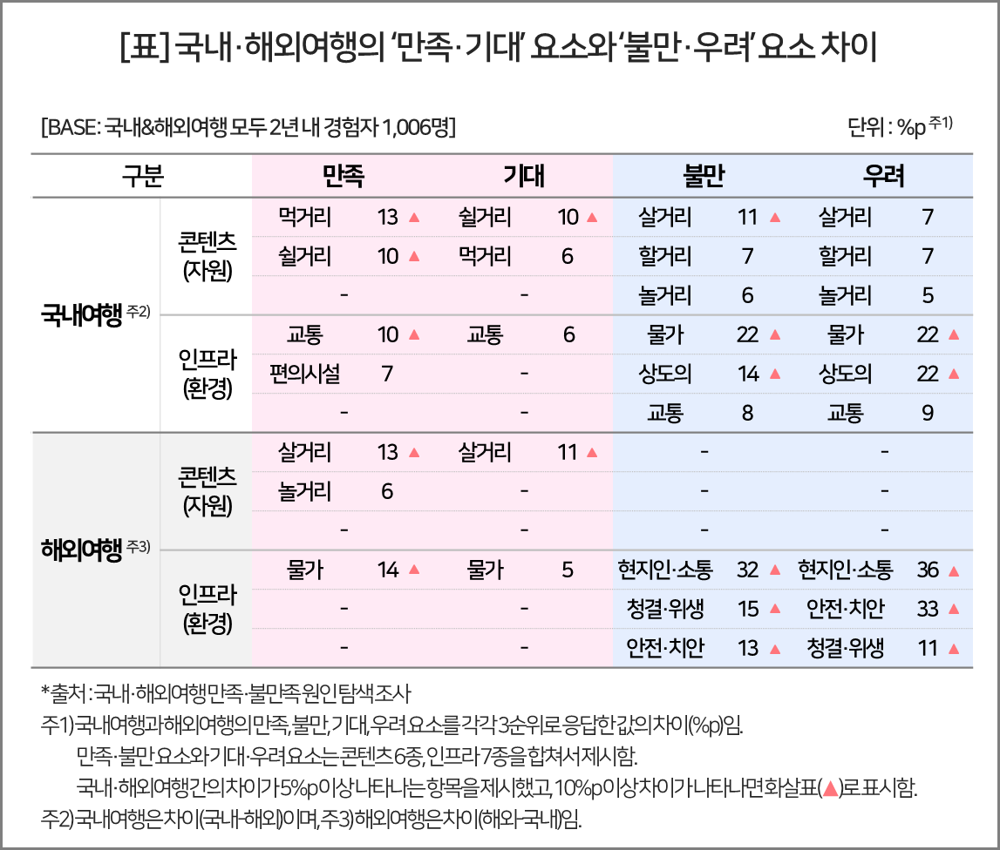 [표] 국내·해외여행의 ‘만족·기대’ 요소와 ‘불만·우려’ 요소 차이
[BASE: 국내&해외여행 모두 2년 내 경험자 1,006명] 단위 : %p 주1)
구분 만족 기대 불만 우려
국내여행 주2)
콘텐츠
(자원)
먹거리 13 ▲ 쉴거리 10 ▲ 살거리 11 ▲ 살거리 7
쉴거리 10 ▲ 먹거리 6 할거리 7 할거리 7
- - 놀거리 6 놀거리 5
인프라
(환경)
교통 10 ▲ 교통 6 물가 22 ▲ 물가 22 ▲
편의시설 7 - 상도의 14 ▲ 상도의 22 ▲
- - 교통 8 교통 9
해외여행 주3)
콘텐츠
(자원)
살거리 13 ▲ 살거리 11 ▲ - -
놀거리 6 - - -
- - - -
인프라
(환경)
물가 14 ▲ 물가 5 현지인·소통 32 ▲ 현지인·소통 36 ▲
- - 청결·위생 15 ▲ 안전·치안 33 ▲
- - 안전·치안 13 ▲ 청결·위생 11 ▲
*출처 : 국내·해외여행 만족·불만족 원인 탐색 조사
주1) 국내여행과 해외여행의 만족, 불만, 기대, 우려 요소를 각각 3순위로 응답한 값의 차이(%p)임.
만족·불만 요소와 기대·우려 요소는 콘텐츠 6종, 인프라 7종을 합쳐서 제시함.
국내·해외여행 간의 차이가 5%p 이상 나타나는 항목을 제시했고, 10%p 이상 차이가 나타나면 화살표(▲)로 표시함.
주2) 국내여행은 차이(국내-해외)이며, 주3) 해외여행은 차이(해외-국내)임.